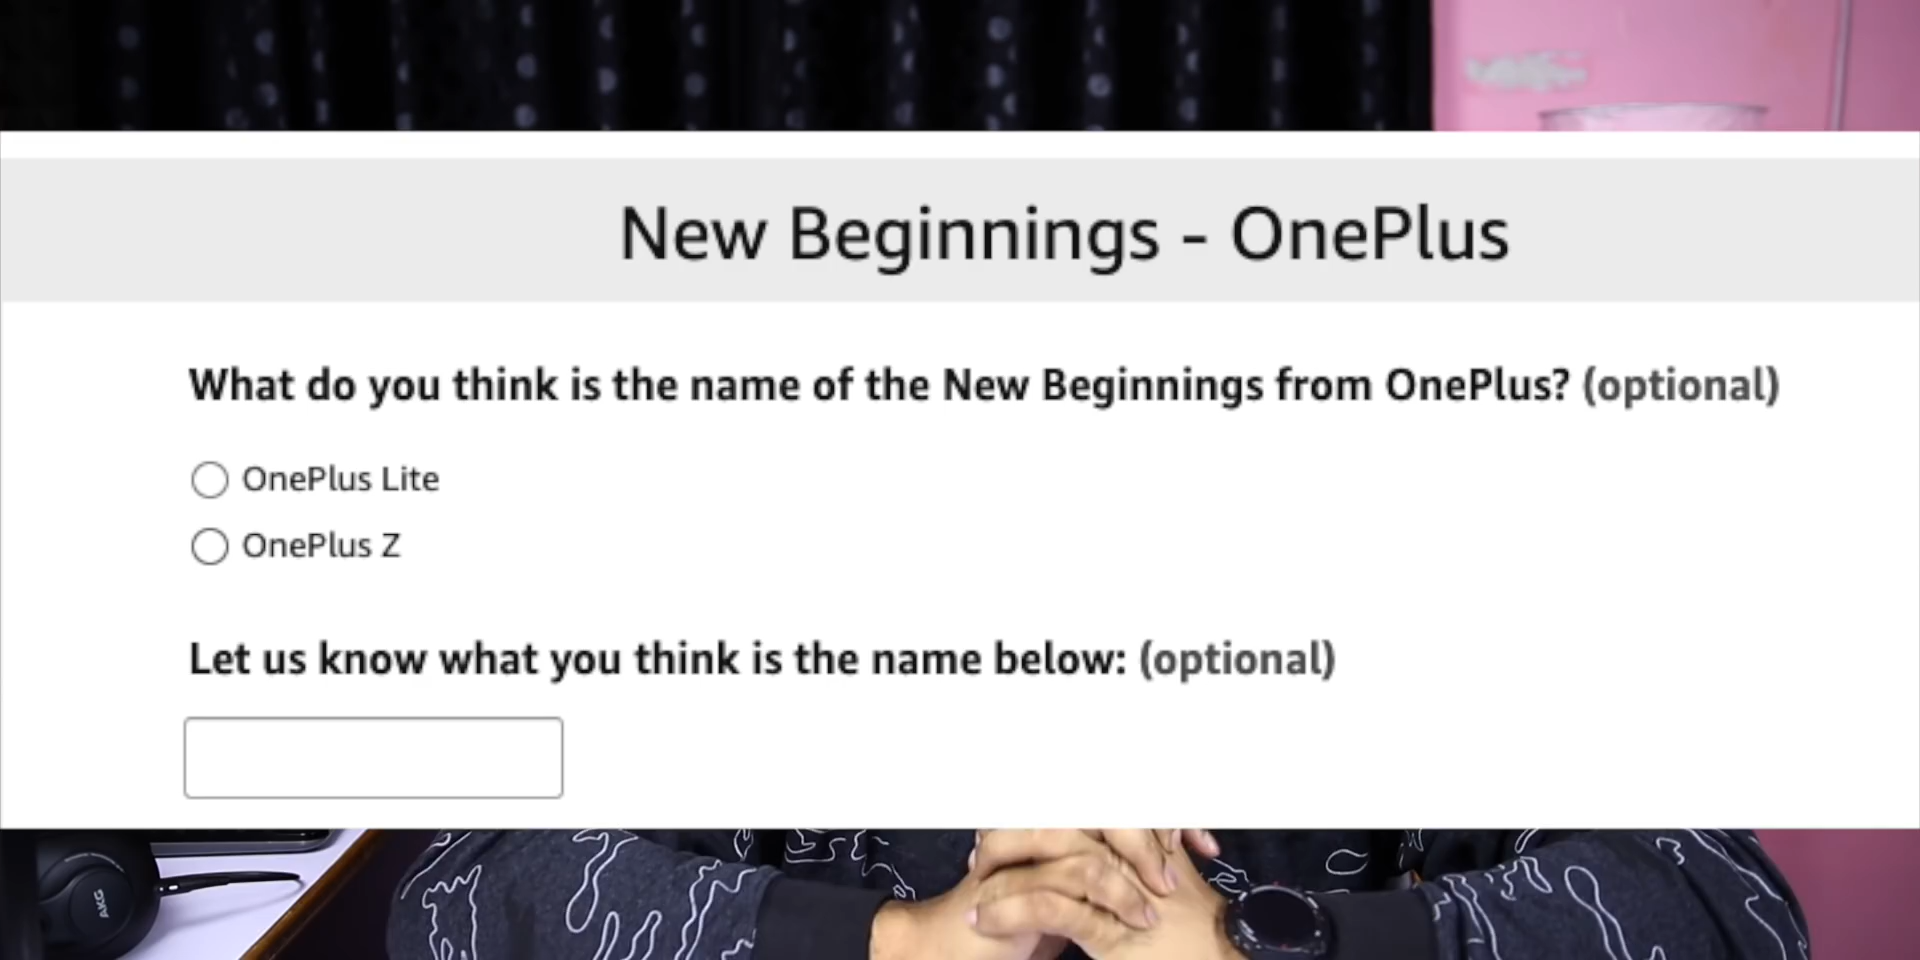 New Beginnings - OnePlus
What do you think is the name of the New Beginnings from OnePlus? (optional)
OnePlus Lite
OnePlus Z
Let us know what you think is the name below: (optional)
AKG